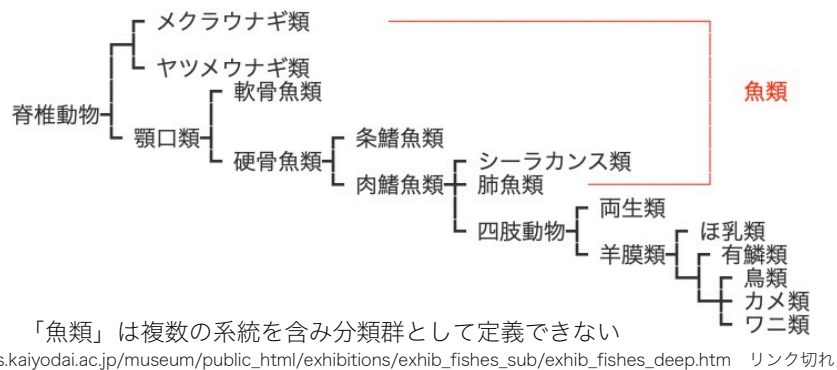 メクラウナギ類
ヤツメウナギ類
魚類
軟骨魚類
脊椎動物
顎口類
条鰭魚類
硬骨魚類
シーラカンス類
肉鰭魚類
肺魚類
両生類
四肢動物
ほ乳類
羊膜類
有鱗類
鳥類
カメ類
ワニ類
「魚類」は複数の系統を含み分類群として定義できない
s.kaiyodai.ac.jp/museum/public_html/exhibitions/exhib_fishes_sub/exhib_fishes_deep.htm リンク切れ